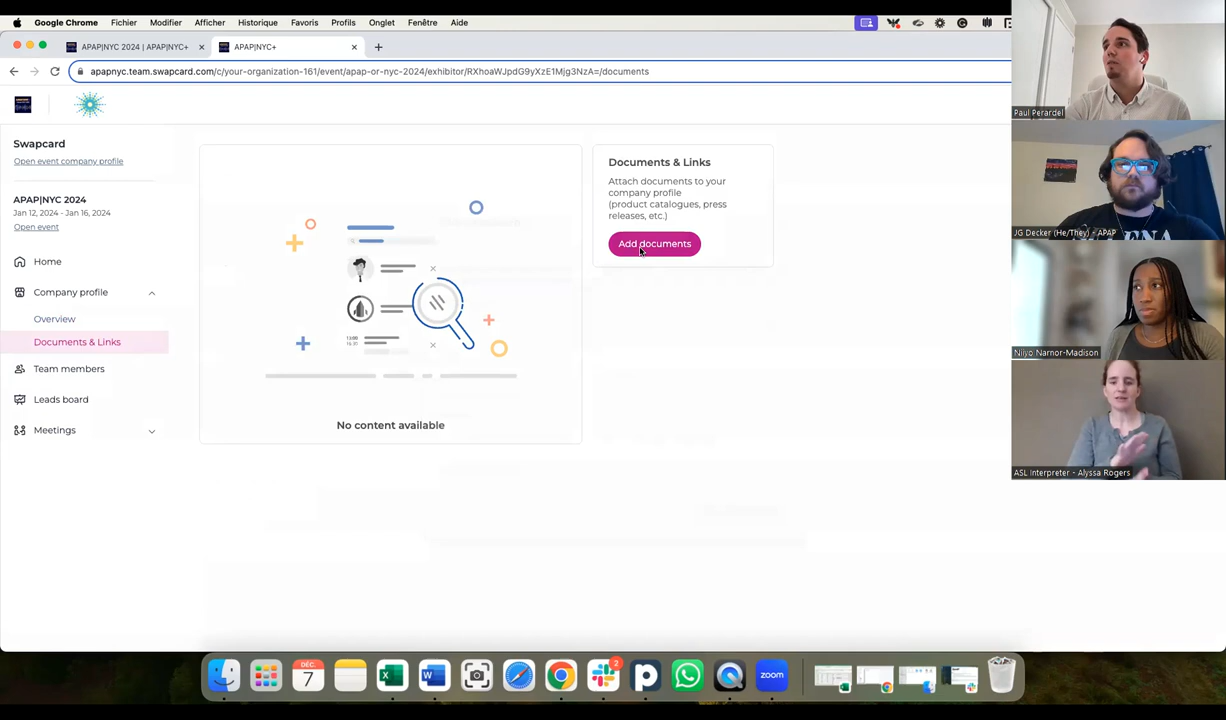 Google Chrome Fichier Modifier Afficher Historique Favoris Profils Onglet Fenêtre Aide
APAP|NYC 2024 | APAP|NYC+
APAP|NYC+
apapnyc.team.swapcard.com/c/your-organization-161/event/apap-or-nyc-2024/exhibitor/RXhoaWJpdG9yXzE1Mjg3NzA=/documents
Swapcard
Open event company profile
APAP|NYC 2024
Jan 12, 2024 - Jan 16, 2024
Open event
Home
Company profile
Overview
Documents & Links
Team members
Leads board
Meetings
No content available
Documents & Links
Attach documents to your
company profile
(product catalogues, press
releases, etc.)
Add documents
Paul Perardel
JG Decker (He/They) - APAP
Niiyo Narnor-Madison
ASL Interpreter - Alyssa Rogers
DÉC.
7
2
zoom